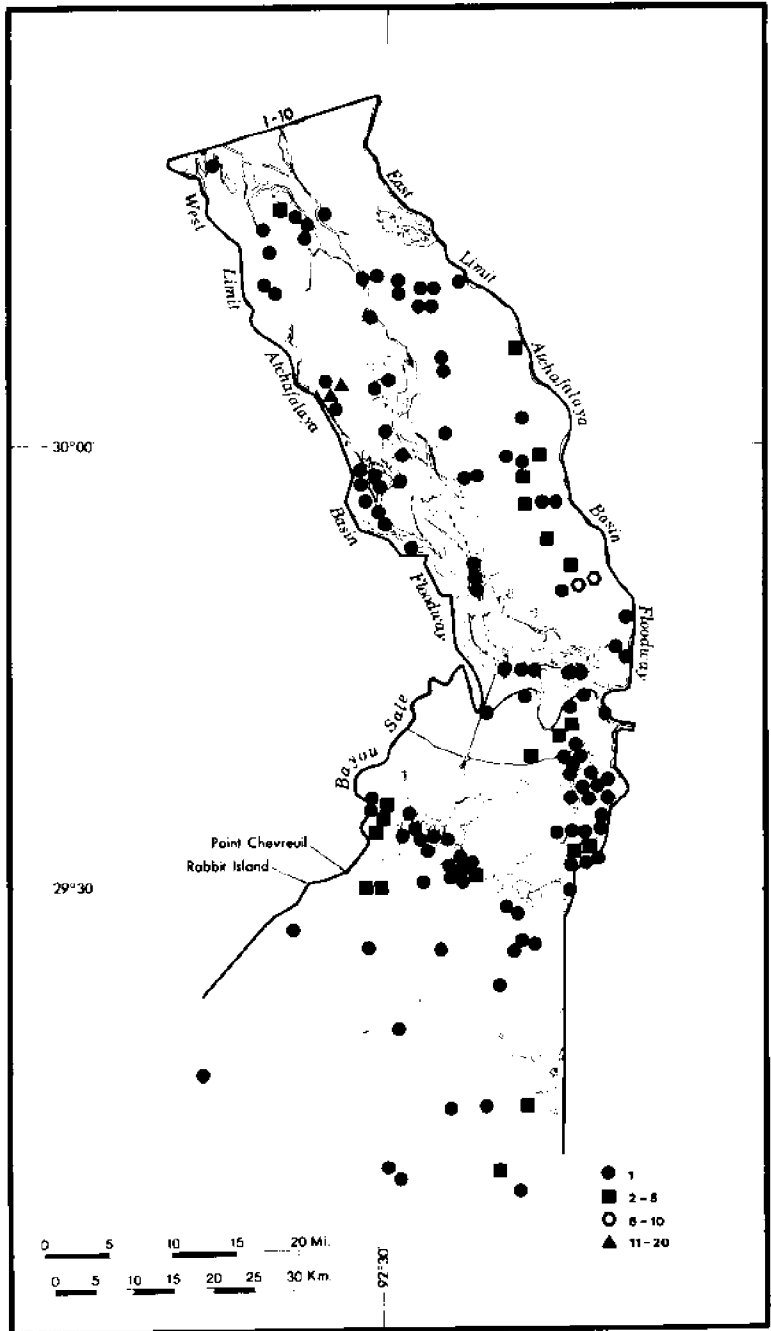 I-10
West
Limit
Atchafalaya
Basin
Floodway
East
Limit
Atchafalaya
Basin
Floodway
30°00'
Bayou Sale
Point Chevreuil
Rabbit Island
29°30
1
2-5
6-10
11-20
0 5 10 15 20 Mi.
0 5 10 15 20 25 30 Km.
92°30'